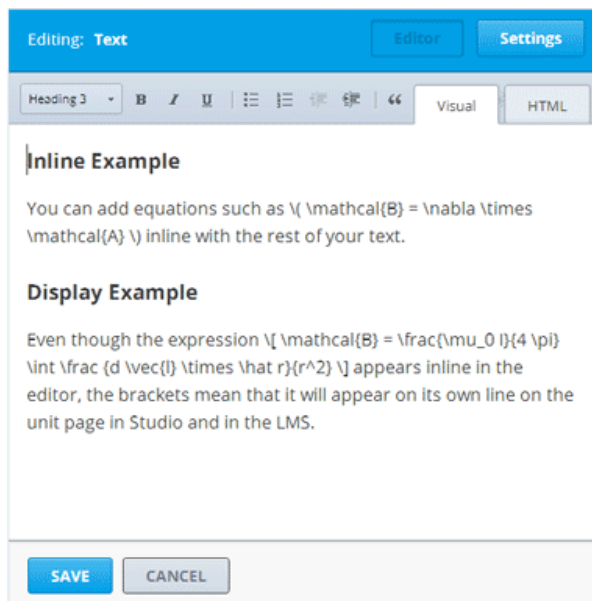 Editing: Text Editor Settings
Heading 3 B I U “ Visual HTML
Inline Example
You can add equations such as \( \mathcal{B} = \nabla \times
\mathcal{A} \) inline with the rest of your text.
Display Example
Even though the expression \[ \mathcal{B} = \frac{\mu_0 I}{4 \pi}
\int \frac {d \vec{l} \times \hat r}{r^2} \] appears inline in the
editor, the brackets mean that it will appear on its own line on the
unit page in Studio and in the LMS.
SAVE CANCEL